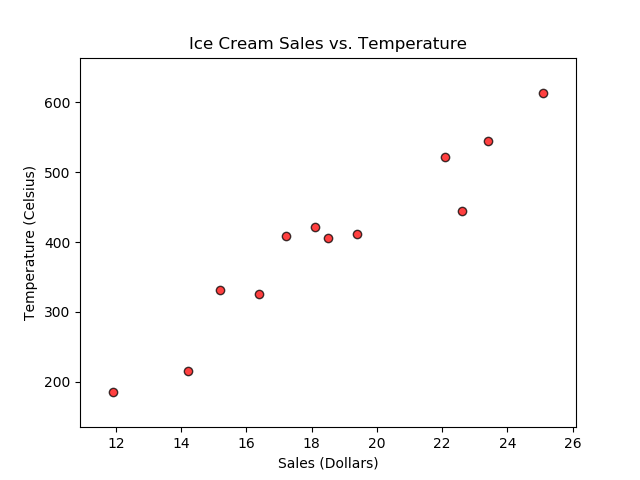 Ice Cream Sales vs. Temperature
Temperature (Celsius)
600
500
400
300
200
12 14 16 18 20 22 24 26
Sales (Dollars)